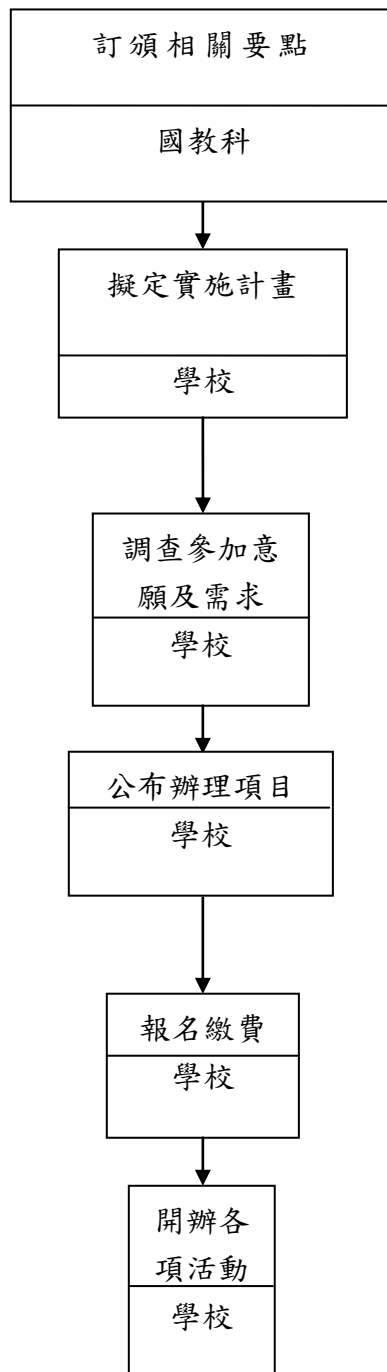 訂頒相關要點
國教科
擬定實施計畫
學校
調查參加意
願及需求
學校
公布辦理項目
學校
報名繳費
學校
開辦各
項活動
學校